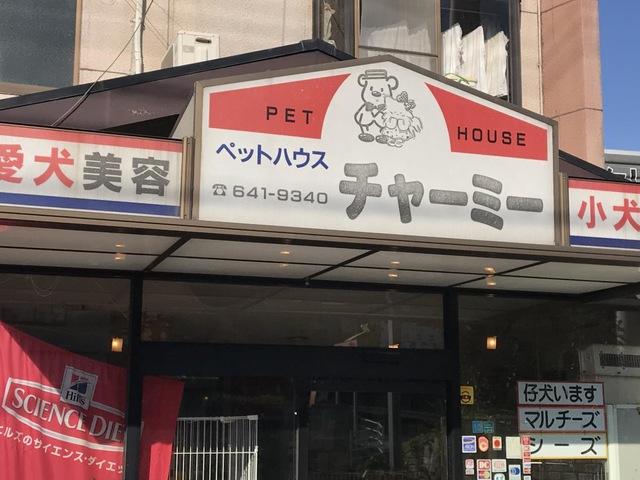 PET HOUSE
ペットハウス
☎641-9340
チャーミー
愛犬美容
小犬
Hill's
SCIENCE DIE
ヒルズのサイエンス・ダイエッ
仔犬います
マルチーズ
シーズ